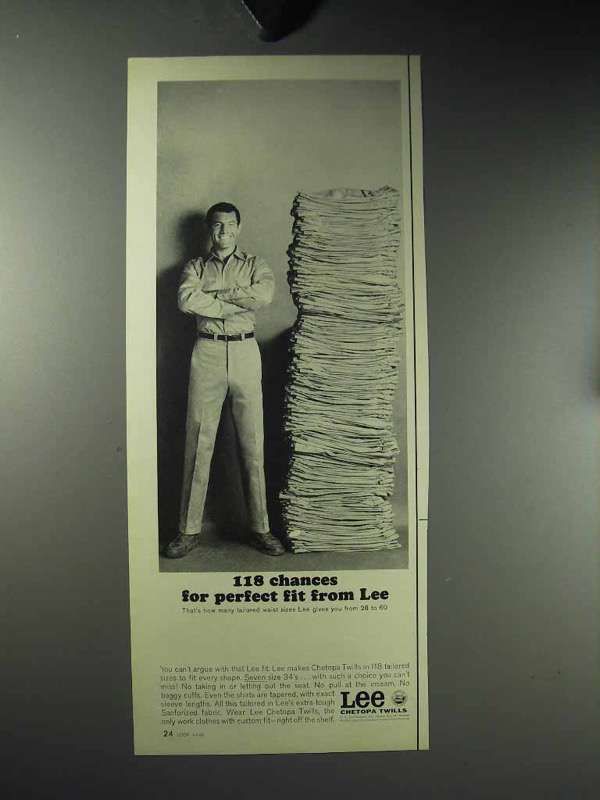 118 chances
for perfect fit from Lee
That's how many tailored waist sizes Lee gives you from 26 to 60
You can't argue with that Lee fit: Lee makes Chetopa Twills in 118 tailored
sizes to fit every shape. Seven size 34's . . . with such a choice you can't
miss! No taking in or letting out the seat. No pull at the inseam. No
baggy cuffs. Even the shirts are tapered, with exact
sleeve lengths. All this tailored in Lee's extra-tough
Sanforized fabric. Wear Lee Chetopa Twills, the
only work clothes with custom fit—right off the shelf.
Lee
CHETOPA TWILLS
24 LOOK